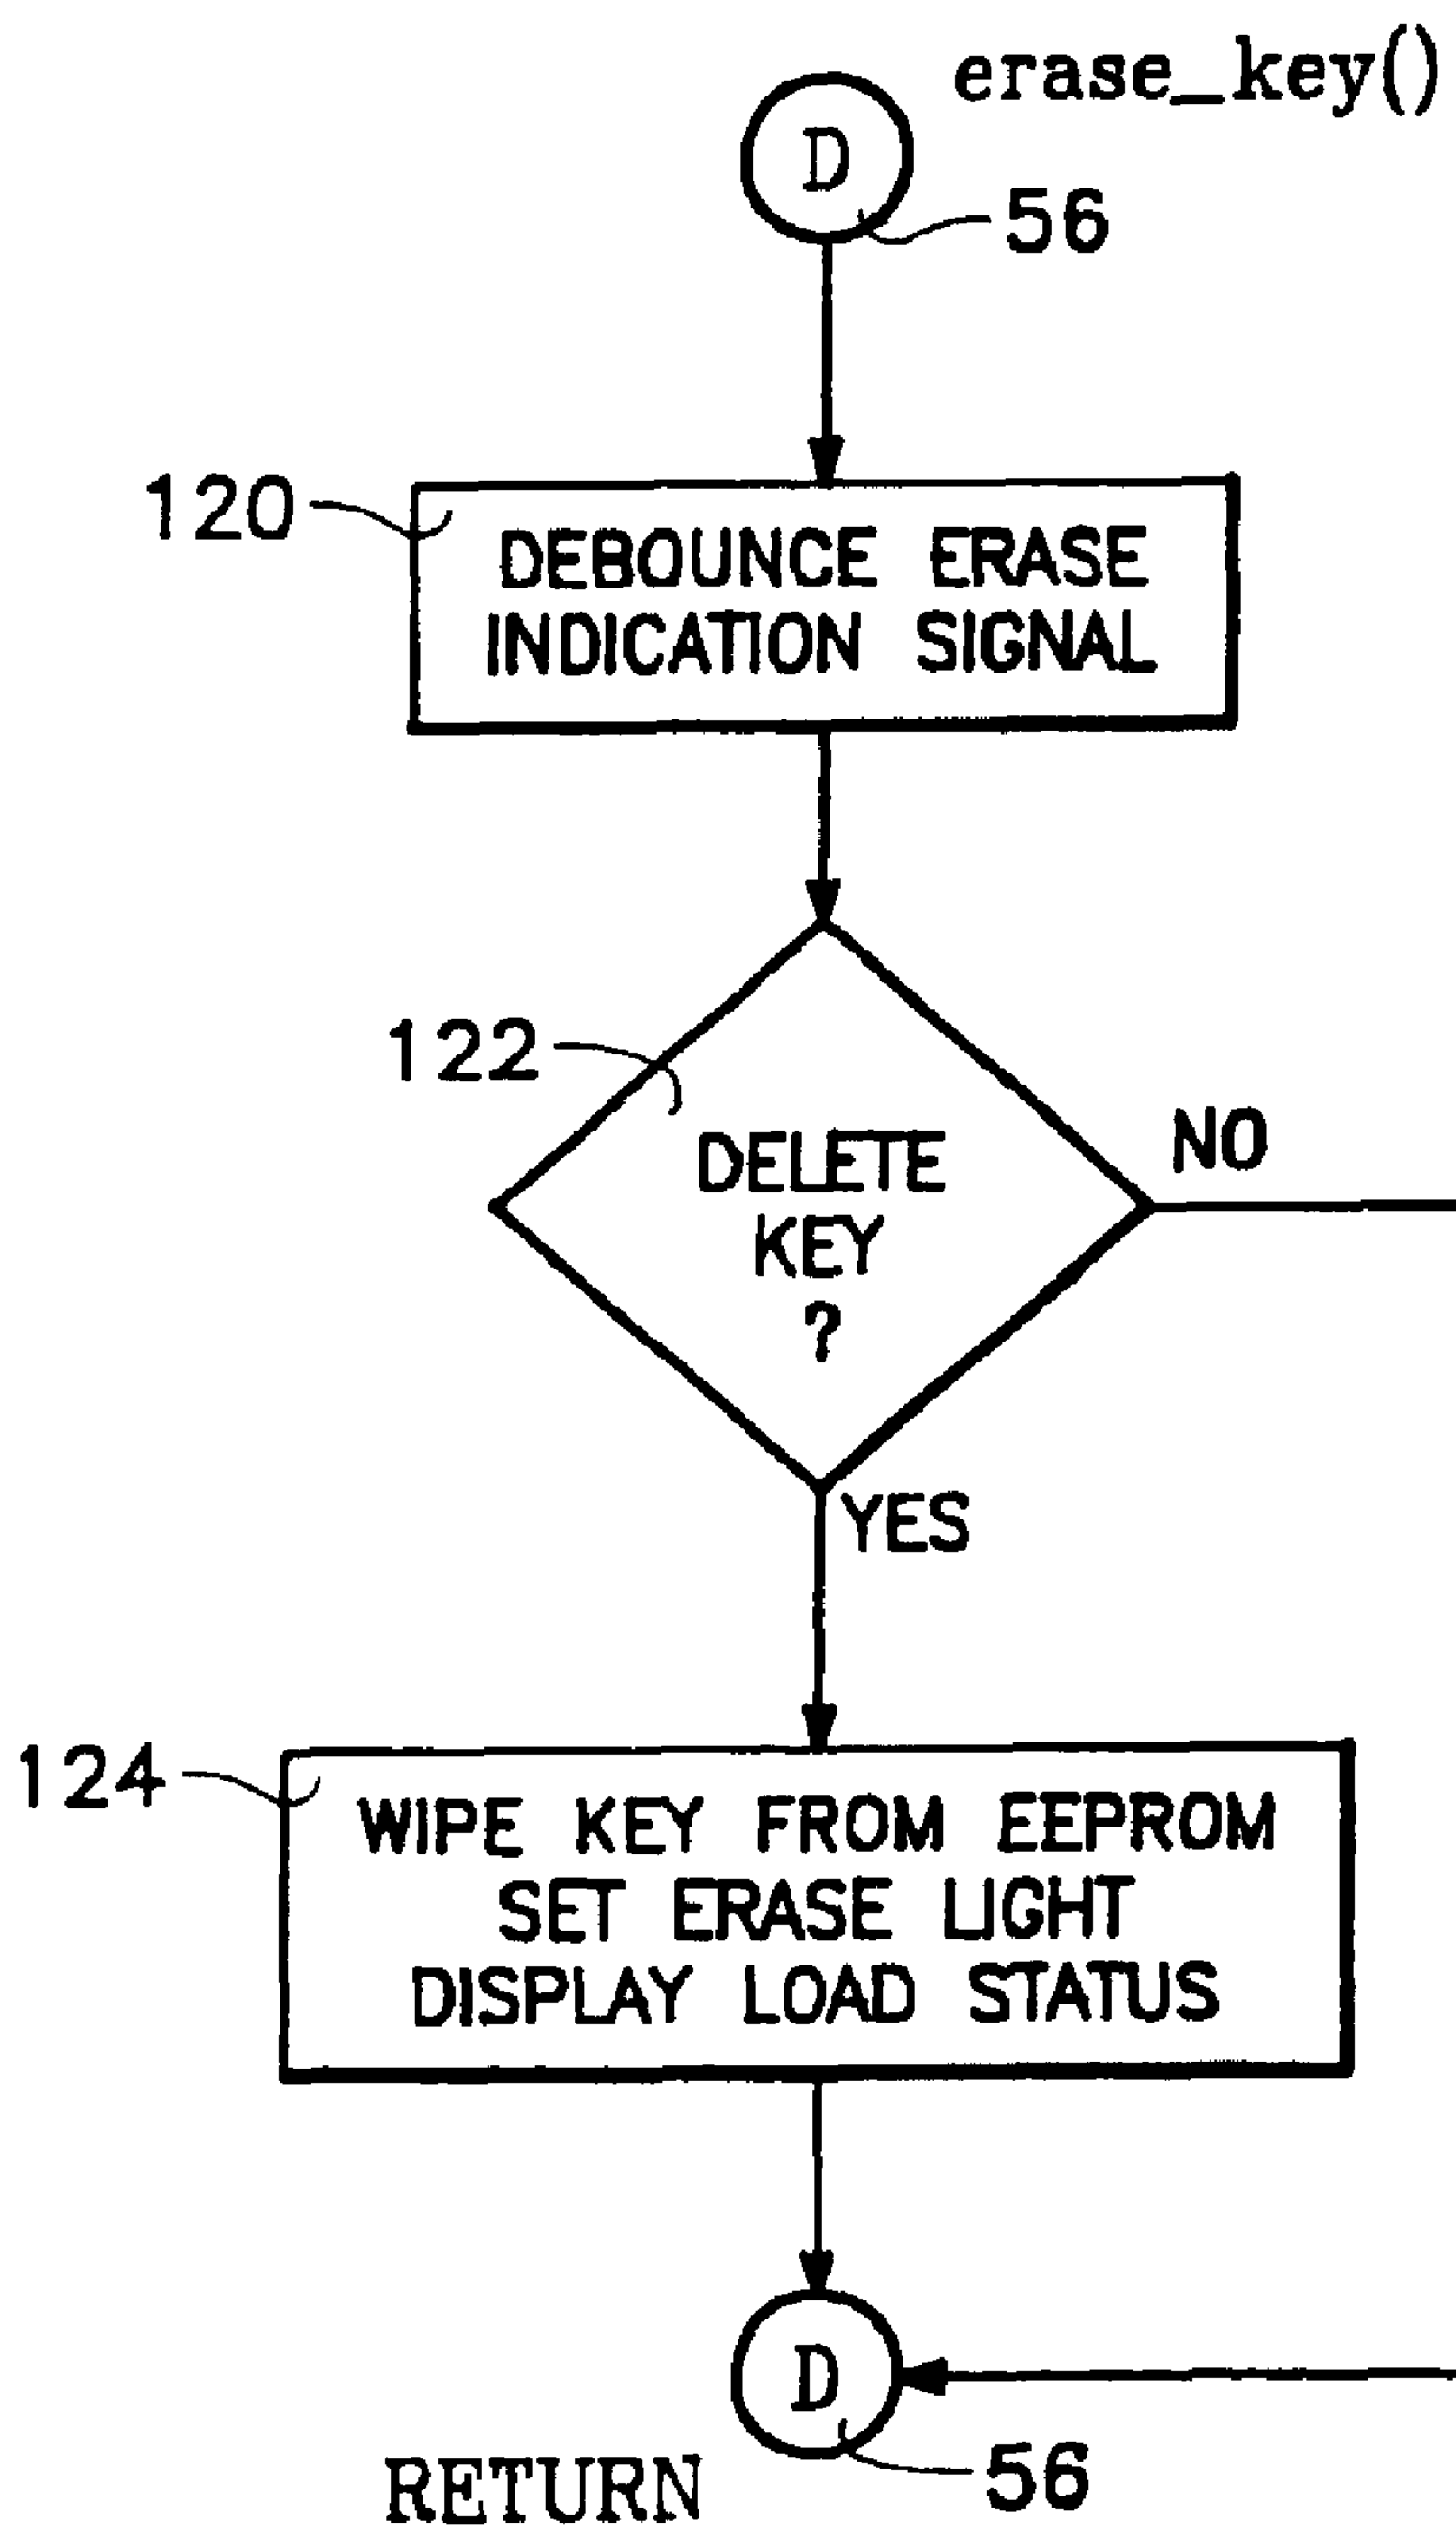 erase_key()
D
56
120
DEBOUNCE ERASE
INDICATION SIGNAL
122
DELETE
KEY
?
NO
YES
124
WIPE KEY FROM EEPROM
SET ERASE LIGHT
DISPLAY LOAD STATUS
D
56
RETURN